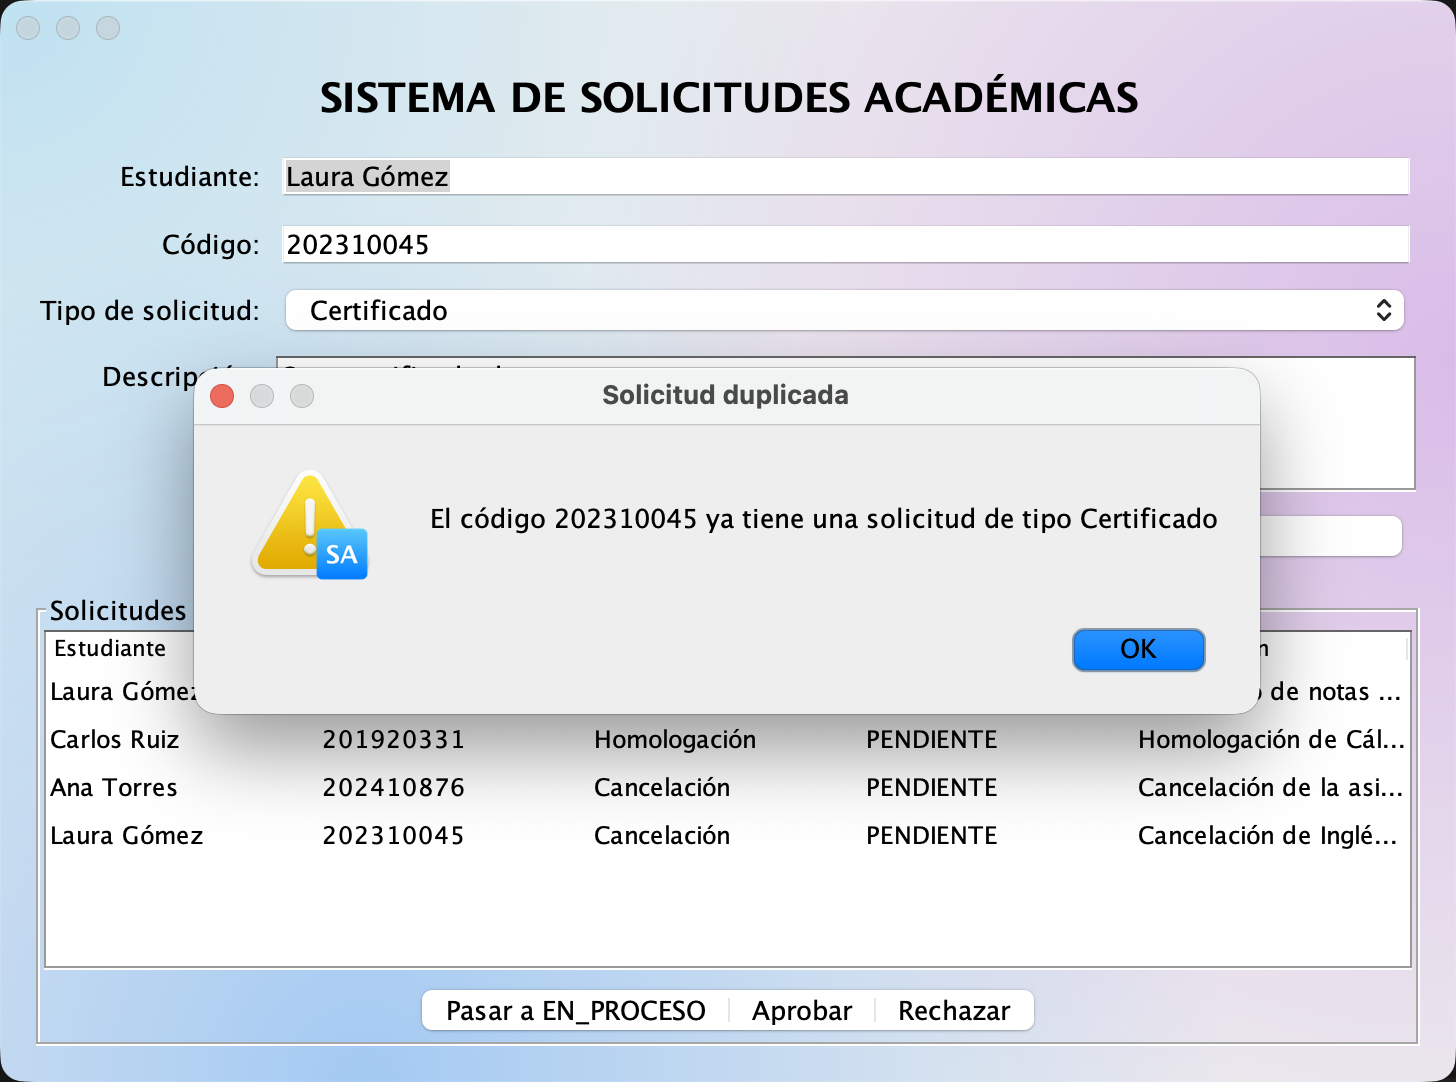 SISTEMA DE SOLICITUDES ACADÉMICAS
Estudiante: Laura Gómez
Código: 202310045
Tipo de solicitud: Certificado
Solicitud duplicada
El código 202310045 ya tiene una solicitud de tipo Certificado
SA
OK
Solicitudes
Estudiante
Laura Gómez de notas ...
Carlos Ruiz 201920331 Homologación PENDIENTE Homologación de Cál...
Ana Torres 202410876 Cancelación PENDIENTE Cancelación de la asi...
Laura Gómez 202310045 Cancelación PENDIENTE Cancelación de Inglé...
Pasar a EN_PROCESO Aprobar Rechazar